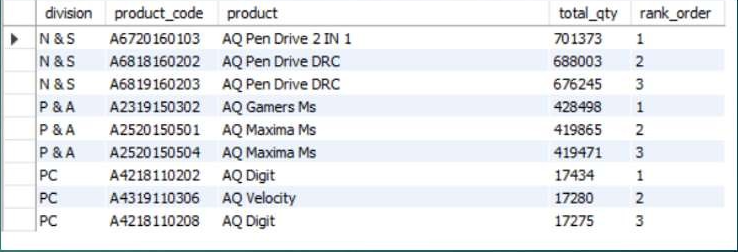 division product_code product total_qty rank_order
N & S A6720160103 AQ Pen Drive 2 IN 1 701373 1
N & S A6818160202 AQ Pen Drive DRC 688003 2
N & S A6819160203 AQ Pen Drive DRC 676245 3
P & A A2319150302 AQ Gamers Ms 428498 1
P & A A2520150501 AQ Maxima Ms 419865 2
P & A A2520150504 AQ Maxima Ms 419471 3
PC A4218110202 AQ Digit 17434 1
PC A4319110306 AQ Velocity 17280 2
PC A4218110208 AQ Digit 17275 3